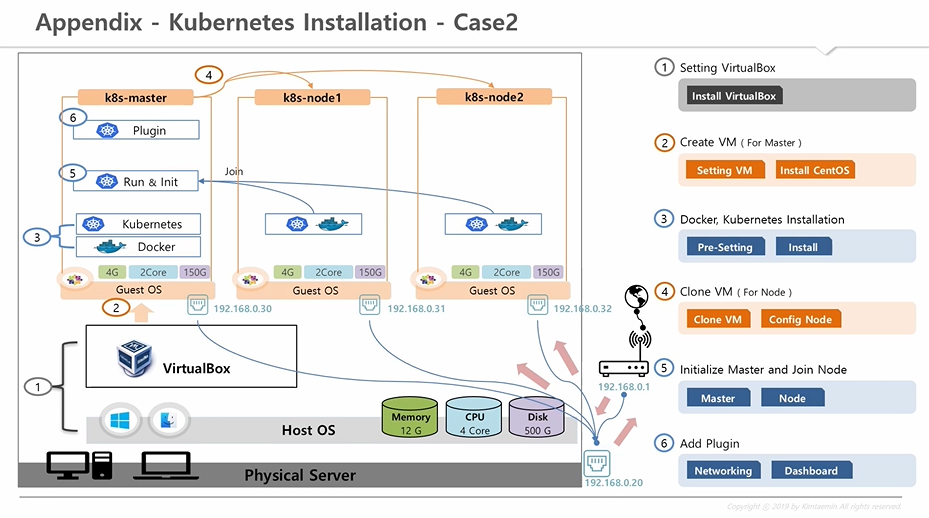 Appendix - Kubernetes Installation - Case2
4
k8s-master
k8s-node1
k8s-node2
6
Plugin
5
Run & Init
Join
3
Kubernetes
Docker
4G
2Core
150G
Guest OS
4G
2Core
150G
Guest OS
4G
2Core
150G
Guest OS
2
192.168.0.30
192.168.0.31
192.168.0.32
VirtualBox
1
Host OS
Memory
12 G
CPU
4 Core
Disk
500 G
Physical Server
192.168.0.1
192.168.0.20
1 Setting VirtualBox
Install VirtualBox
2 Create VM ( For Master )
Setting VM
Install CentOS
3 Docker, Kubernetes Installation
Pre-Setting
Install
4 Clone VM ( For Node )
Clone VM
Config Node
5 Initialize Master and Join Node
Master
Node
6 Add Plugin
Networking
Dashboard
Copyright ⓒ 2019 by Kimtaemin All rights reserved.